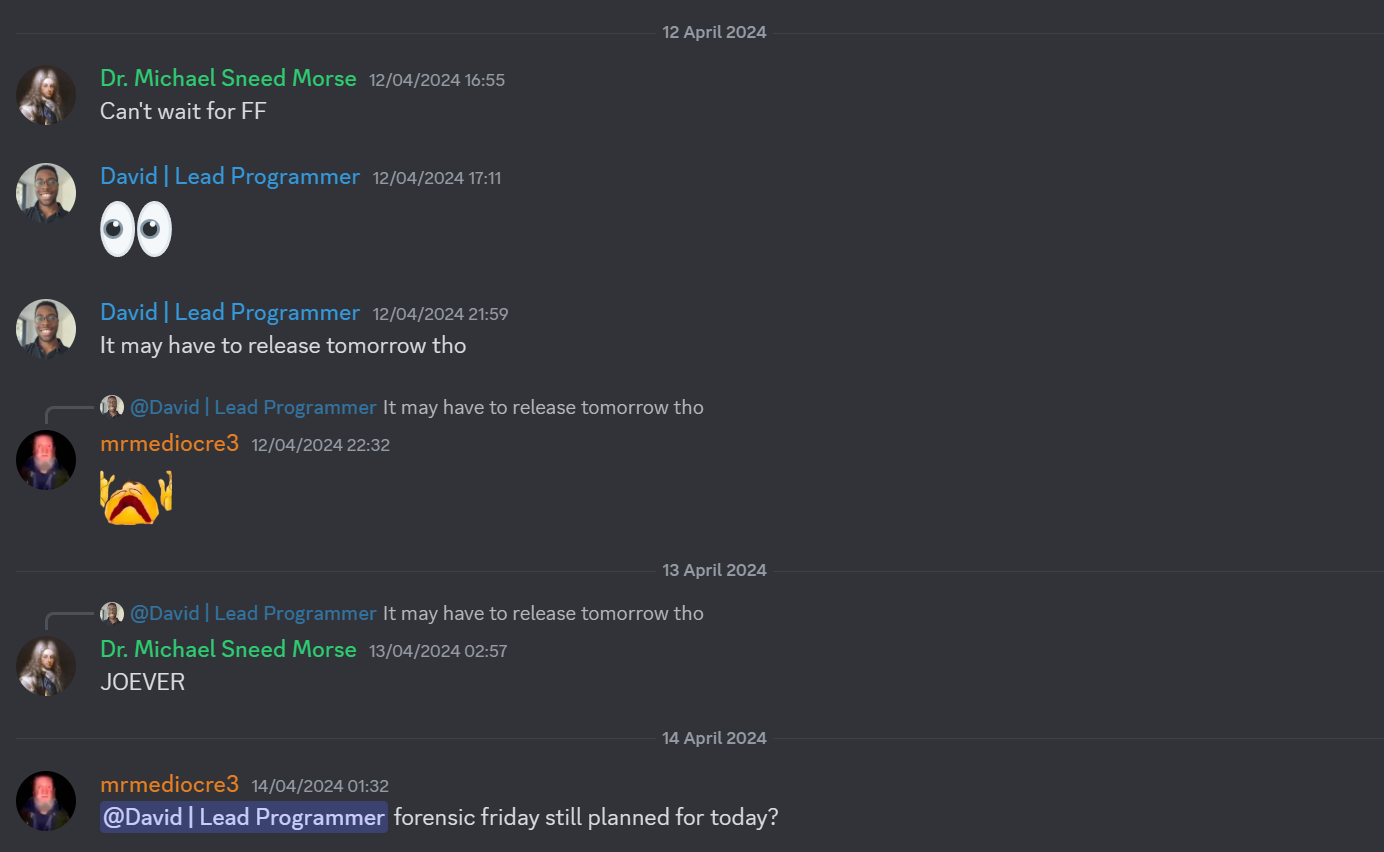 12 April 2024
Dr. Michael Sneed Morse 12/04/2024 16:55
Can't wait for FF
David | Lead Programmer 12/04/2024 17:11
David | Lead Programmer 12/04/2024 21:59
It may have to release tomorrow tho
@David | Lead Programmer It may have to release tomorrow tho
mrmediocre3 12/04/2024 22:32
13 April 2024
@David | Lead Programmer It may have to release tomorrow tho
Dr. Michael Sneed Morse 13/04/2024 02:57
JOEVER
14 April 2024
mrmediocre3 14/04/2024 01:32
@David | Lead Programmer forensic friday still planned for today?